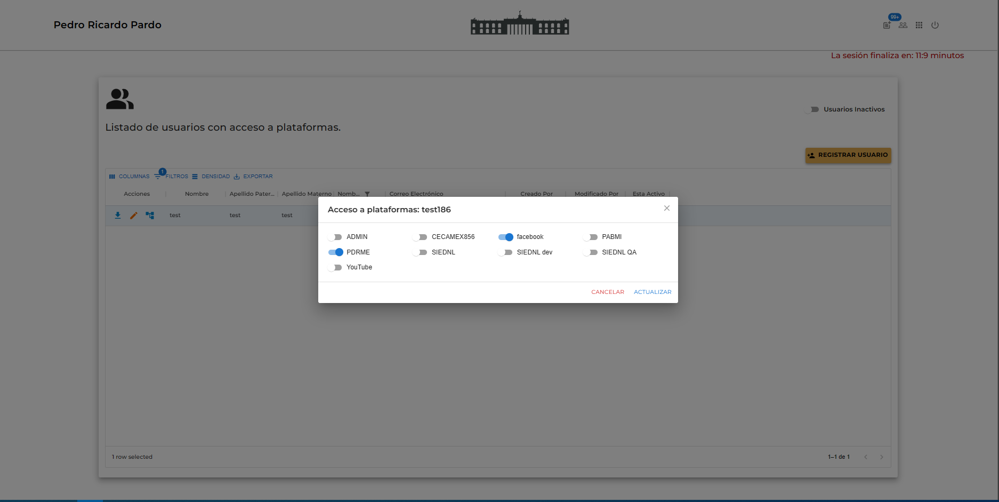 Pedro Ricardo Pardo
99+
La sesión finaliza en: 11:9 minutos
Usuarios Inactivos
Listado de usuarios con acceso a plataformas.
REGISTRAR USUARIO
COLUMNAS 1 FILTROS DENSIDAD EXPORTAR
Acciones Nombre Apellido Pater... Apellido Materno Nomb... Correo Electrónico Creado Por Modificado Por Esta Activo
test test test
Acceso a plataformas: test186
ADMIN CECAMEX856 facebook PABMI
PDRME SIEDNL SIEDNL dev SIEDNL QA
YouTube
CANCELAR ACTUALIZAR
1 row selected
1–1 de 1